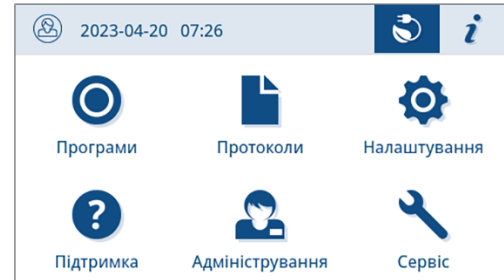 2023-04-20 07:26
Програми Протоколи Налаштування
Підтримка Адміністрування Сервіс